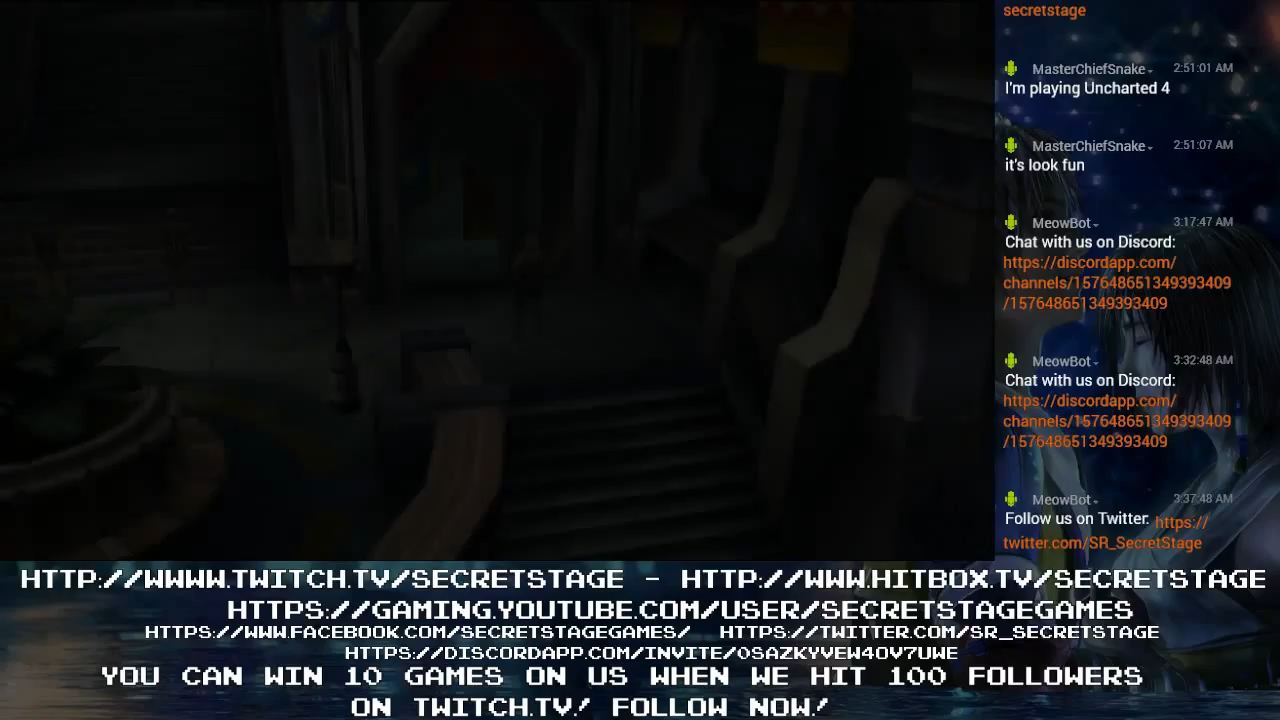 secretstage
MasterChiefSnake 2:51:01 AM
I'm playing Uncharted 4
MasterChiefSnake 2:51:07 AM
it's look fun
MeowBot 3:17:47 AM
Chat with us on Discord:
https://discordapp.com/
channels/157648651349393409
/157648651349393409
MeowBot 3:32:48 AM
Chat with us on Discord:
https://discordapp.com/
channels/157648651349393409
/157648651349393409
MeowBot 3:37:48 AM
Follow us on Twitter: https://
twitter.com/SR_SecretStage
HTTP://WWWW.TWITCH.TV/SECRETSTAGE - HTTP://WWW.HITBOX.TV/SECRETSTAGE
HTTPS://GAMING.YOUTUBE.COM/USER/SECRETSTAGEGAMES
HTTPS://WWW.FACEBOOK.COM/SECRETSTAGEGAMES/ HTTPS://TWITTER.COM/SR_SECRETSTAGE
HTTPS://DISCORDAPP.COM/INVITE/0SAZKYVEW4OV7UWE
YOU CAN WIN 10 GAMES ON US WHEN WE HIT 100 FOLLOWERS
ON TWITCH.TV! FOLLOW NOW!